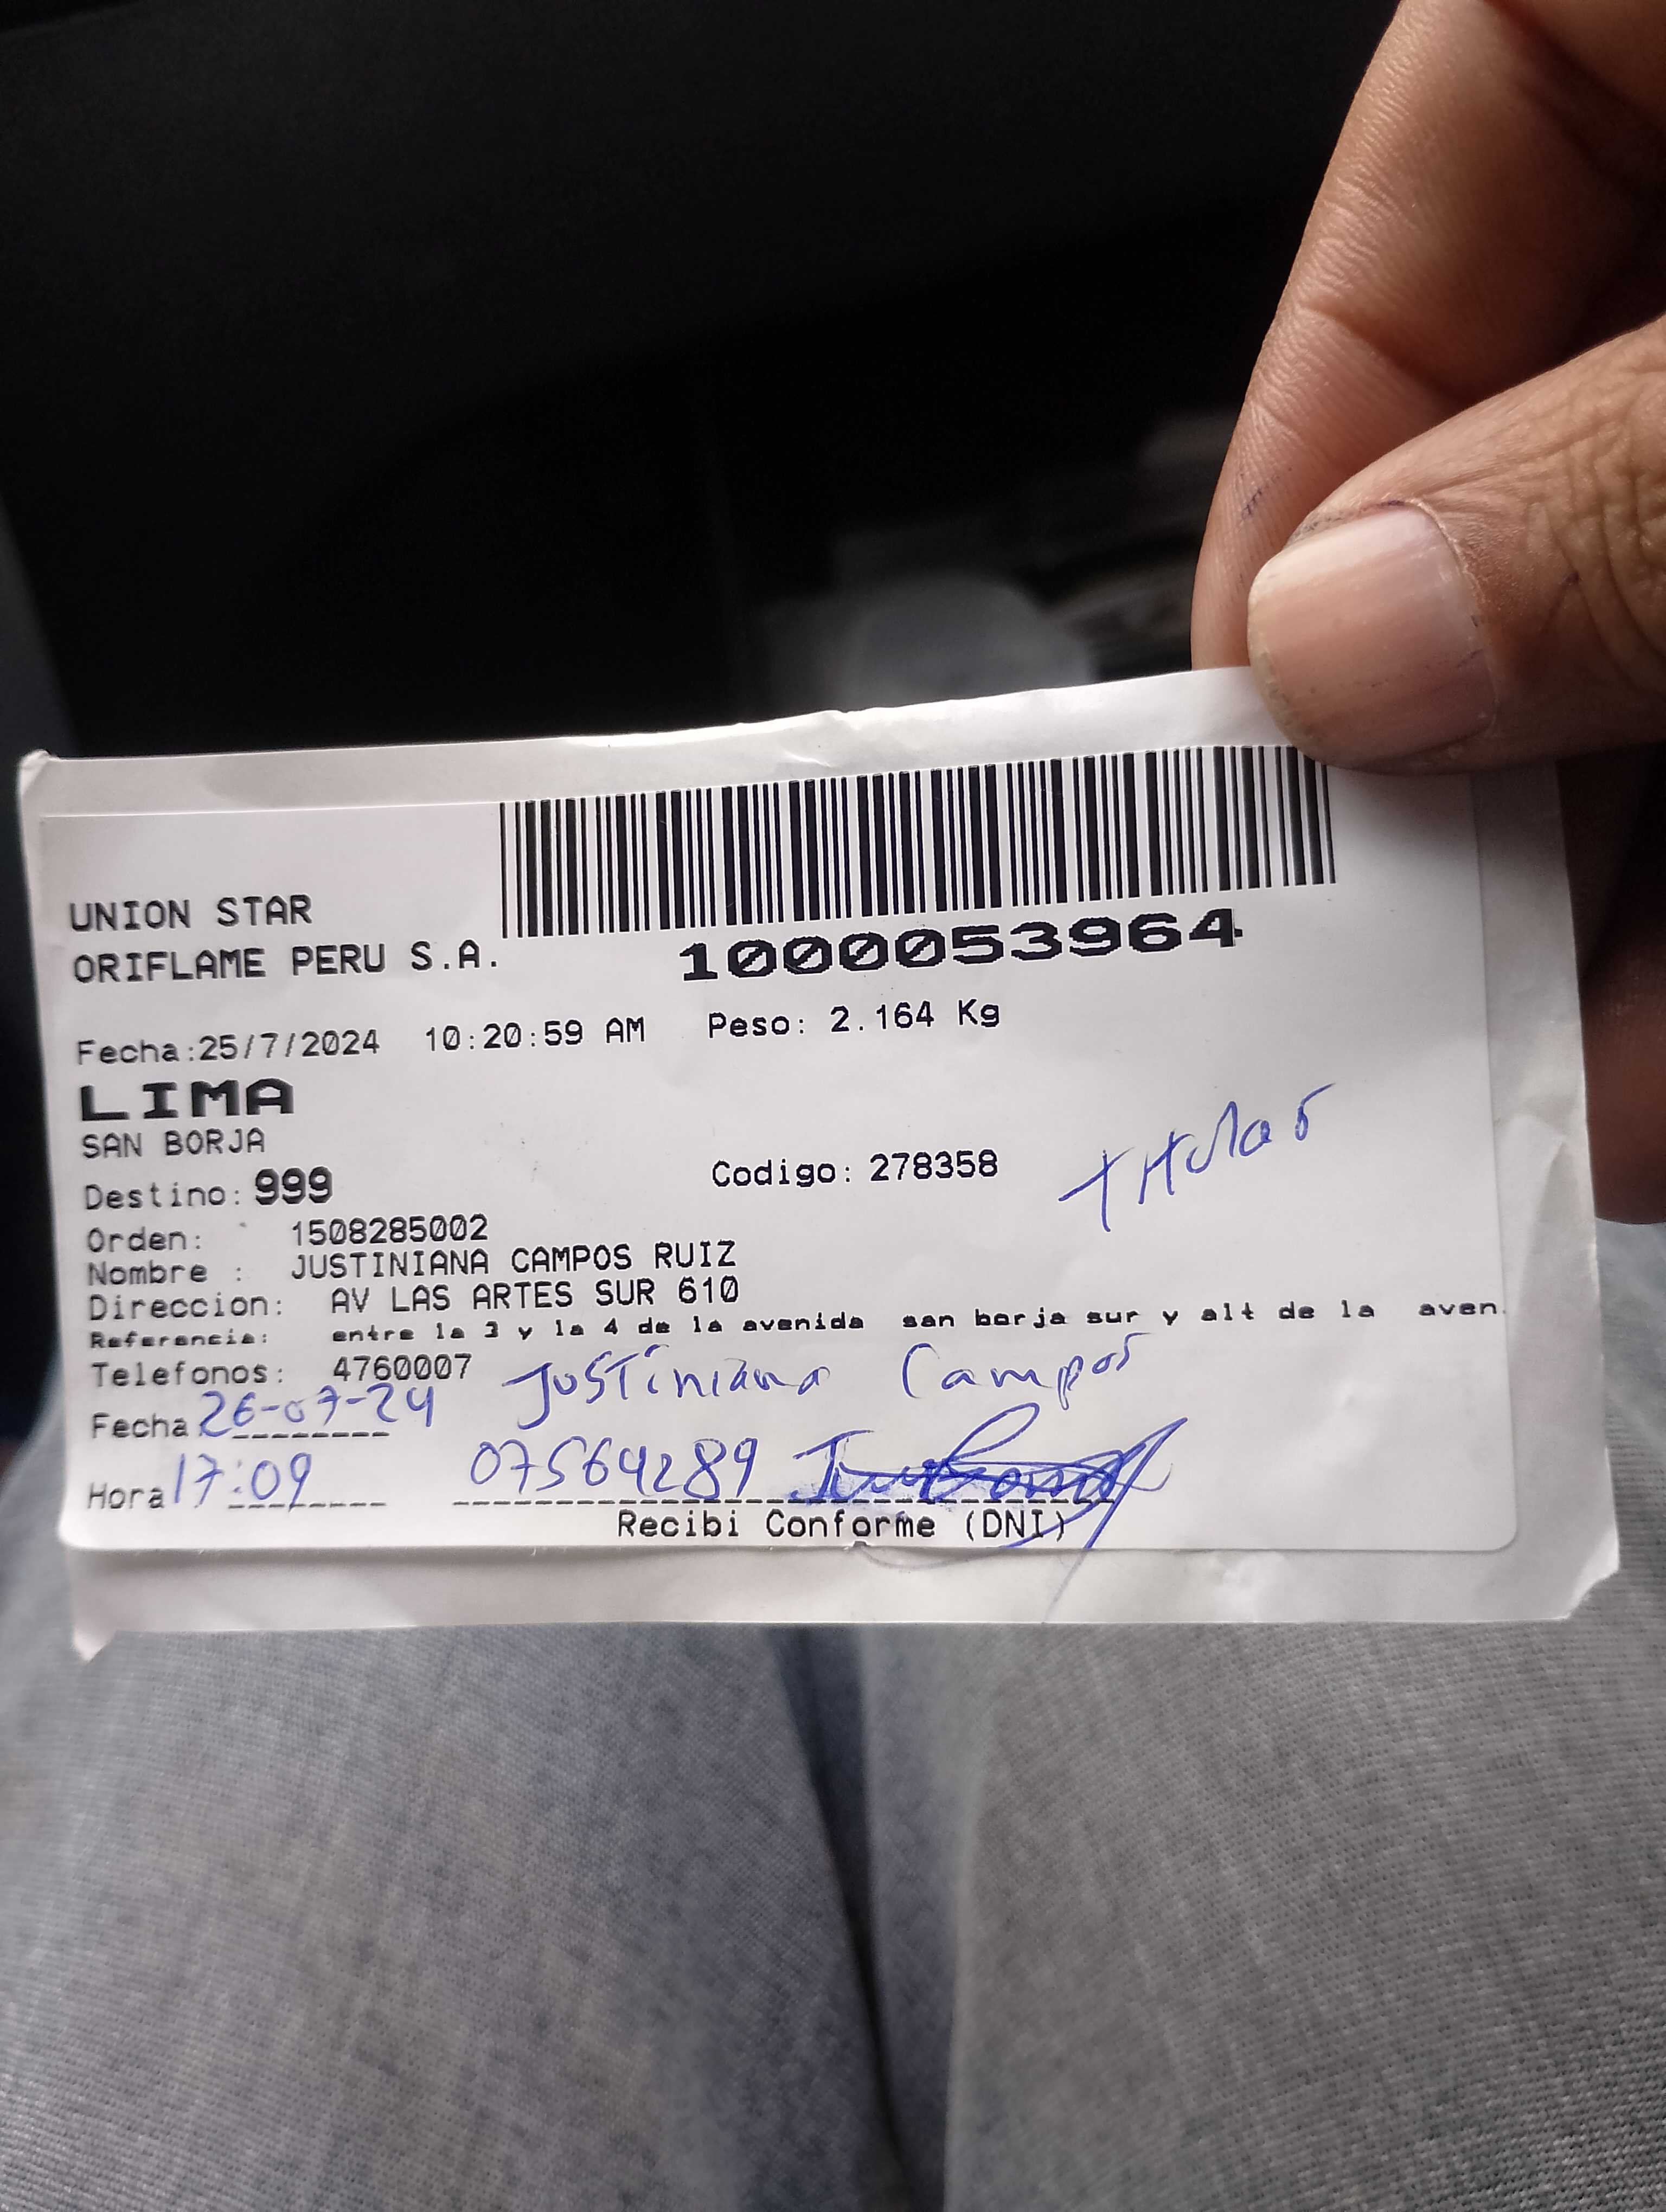 UNION STAR
ORIFLAME PERU S.A.
1000053964
Fecha:25/7/2024 10:20:59 AM Peso: 2.164 Kg
LIMA
SAN BORJA
Destino: 999 Codigo: 278358 titular
Orden: 1508285002
Nombre : JUSTINIANA CAMPOS RUIZ
Direccion: AV LAS ARTES SUR 610
Referencia: entre la 3 y la 4 de la avenida san borja sur y alt de la aven
Telefonos: 4760007
Justiniana Campos
Fecha 26-07-24
Hora 17:09 07564289
Recibi Conforme (DNI)